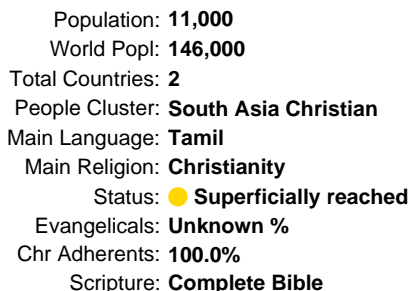 Population: 11,000
World Popl: 146,000
Total Countries: 2
People Cluster: South Asia Christian
Main Language: Tamil
Main Religion: Christianity
Status: Superficially reached
Evangelicals: Unknown %
Chr Adherents: 100.0%
Scripture: Complete Bible